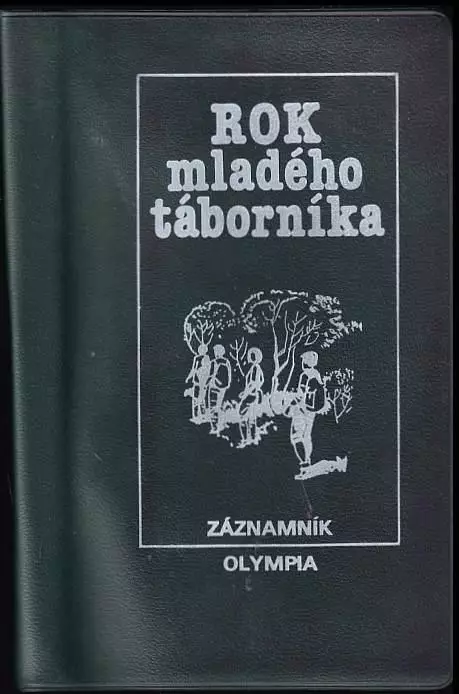 ROK
mladého
táborníka
ZÁZNAMNÍK
OLYMPIA